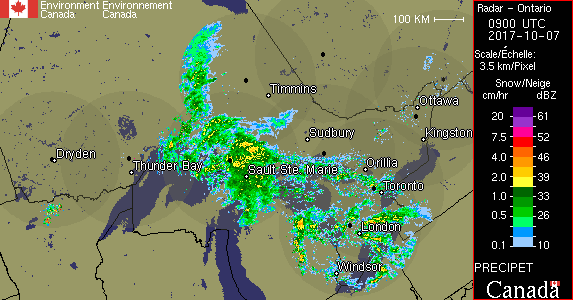 Environment Environnement
Canada Canada
100 KM
Radar - Ontario
0900 UTC
2017-10-07
Scale/Échelle:
3.5 km/Pixel
Snow/Neige
cm/hr dBZ
20 61
7.5 52
4.0 46
2.0 39
1.0 33
0.5 26
0.1 10
PRECIPET
Canada
Timmins
Ottawa
Sudbury
Kingston
Dryden
Thunder Bay
Sault Ste. Marie
Orillia
Toronto
London
Windsor